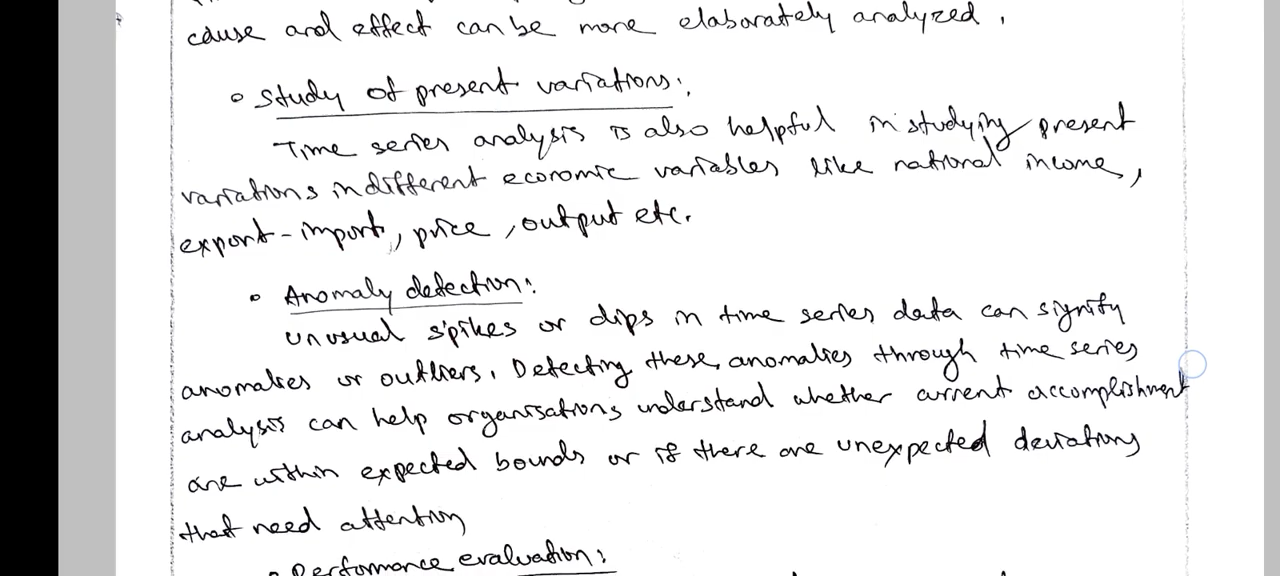 cause and effect can be more elaborately analyzed.
• Study of present variations:
Time series analysis is also helpful in studying present
variations in different economic variables like national income,
export-import, price, output etc.
• Anomaly detection:
unusual spikes or dips in time series data can signify
anomalies or outliers. Detecting these anomalies through time series
analysis can help organisations understand whether current accomplishment
are within expected bounds or if there are unexpected deviations
that need attention
• Performance evaluation: